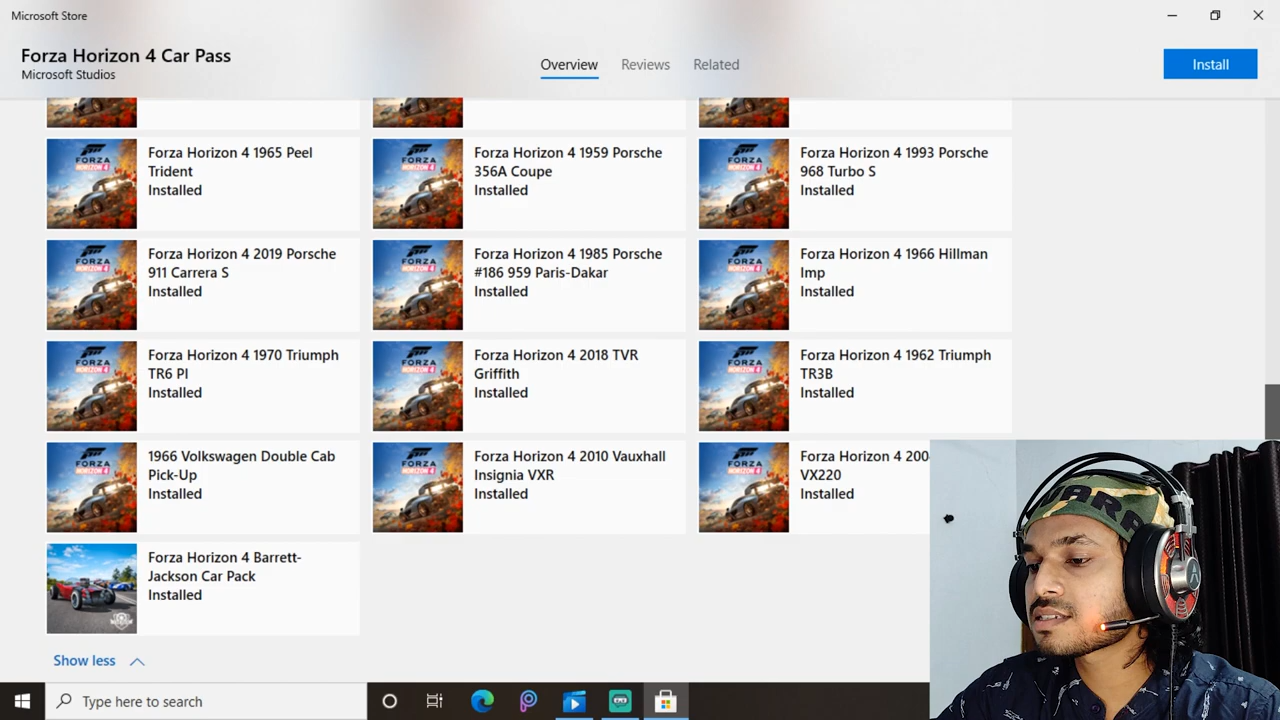 Microsoft Store
Forza Horizon 4 Car Pass
Microsoft Studios
Overview
Reviews
Related
Install
Forza Horizon 4 1965 Peel
Trident
Installed
Forza Horizon 4 1959 Porsche
356A Coupe
Installed
Forza Horizon 4 1993 Porsche
968 Turbo S
Installed
Forza Horizon 4 2019 Porsche
911 Carrera S
Installed
Forza Horizon 4 1985 Porsche
#186 959 Paris-Dakar
Installed
Forza Horizon 4 1966 Hillman
Imp
Installed
Forza Horizon 4 1970 Triumph
TR6 PI
Installed
Forza Horizon 4 2018 TVR
Griffith
Installed
Forza Horizon 4 1962 Triumph
TR3B
Installed
1966 Volkswagen Double Cab
Pick-Up
Installed
Forza Horizon 4 2010 Vauxhall
Insignia VXR
Installed
Forza Horizon 4 200
VX220
Installed
Forza Horizon 4 Barrett-
Jackson Car Pack
Installed
Show less
Type here to search